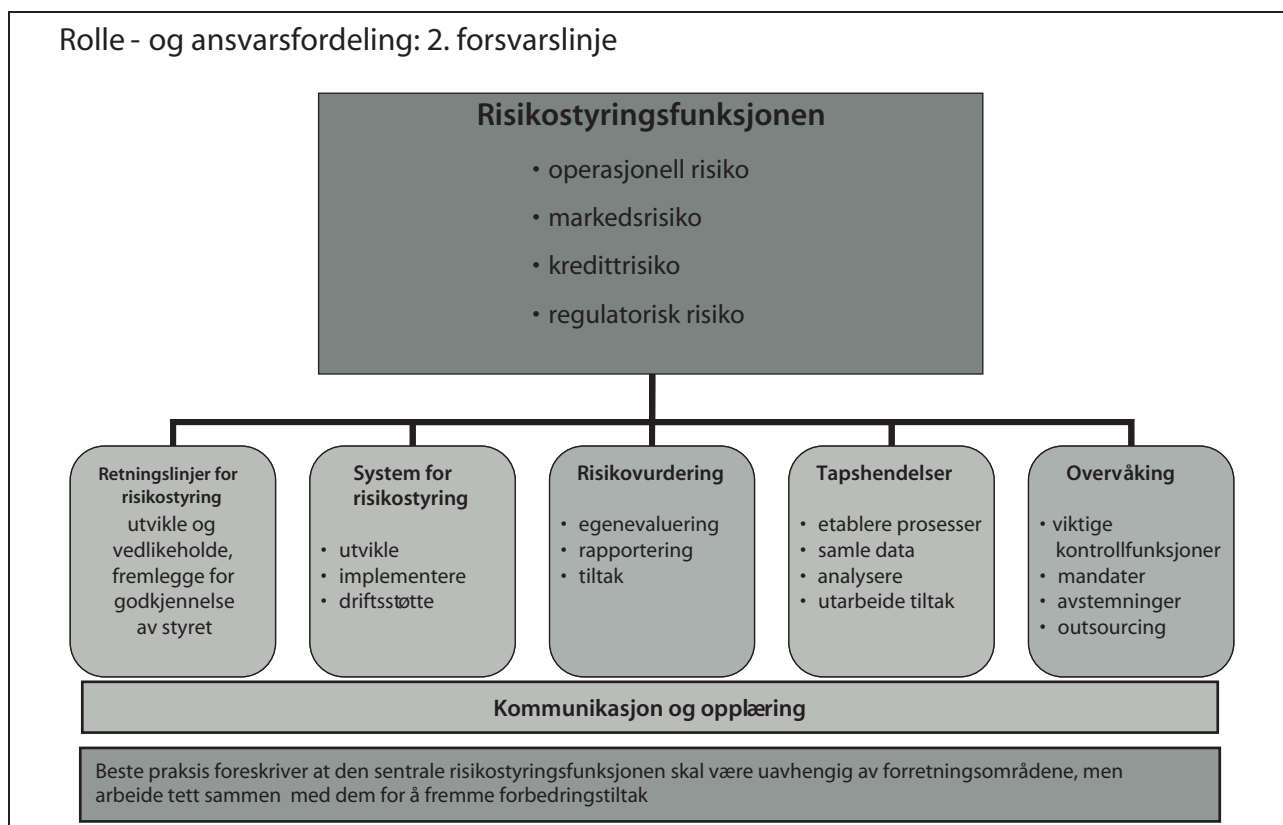 Rolle - og ansvarsfordeling: 2. forsvarslinje
Risikostyringsfunksjonen
• operasjonell risiko
• markedsrisiko
• kredittrisiko
• regulatorisk risiko
Retningslinjer for
risikostyring
utvikle og
vedlikeholde,
fremlegge for
godkjennelse
av styret
System for
risikostyring
• utvikle
• implementere
• driftsstøtte
Risikovurdering
• egenevaluering
• rapportering
• tiltak
Tapshendelser
• etablere prosesser
• samle data
• analysere
• utarbeide tiltak
Overvåking
• viktige
kontrollfunksjoner
• mandater
• avstemninger
• outsourcing
Kommunikasjon og opplæring
Beste praksis foreskriver at den sentrale risikostyringsfunksjonen skal være uavhengig av forretningsområdene, men
arbeide tett sammen med dem for å fremme forbedringstiltak